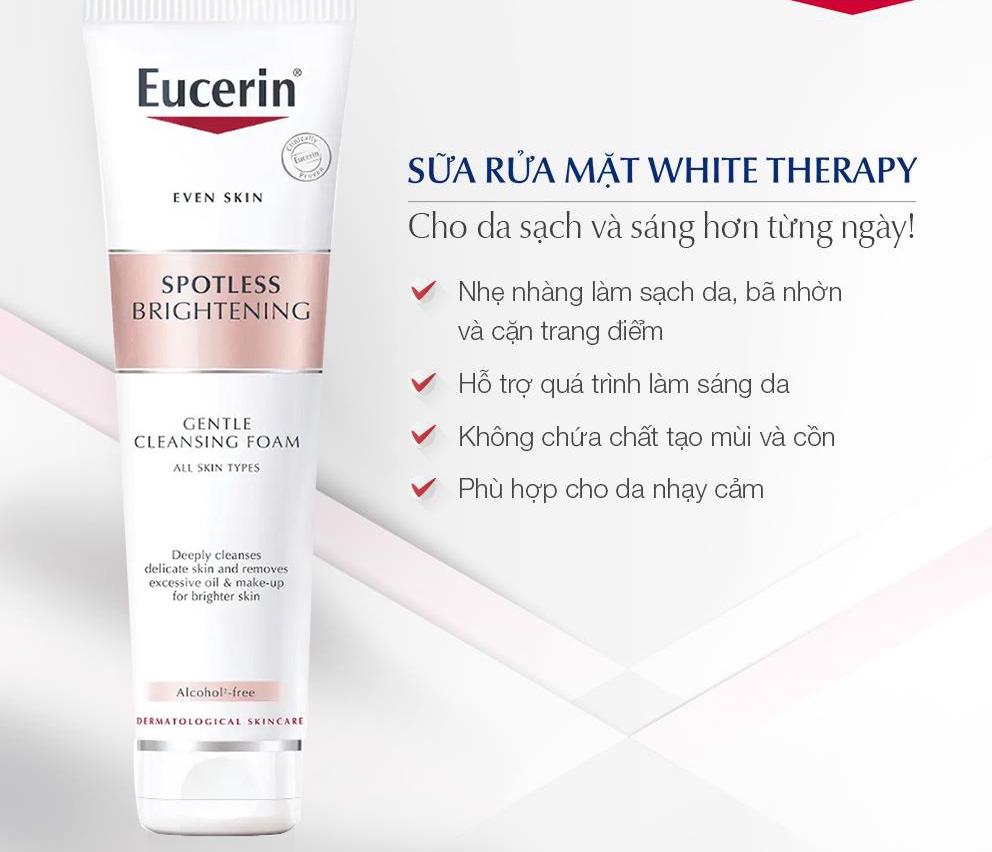 Eucerin®
Clinically
Eucerin
Proven
EVEN SKIN
SPOTLESS
BRIGHTENING
GENTLE
CLEANSING FOAM
ALL SKIN TYPES
Deeply cleanses
delicate skin and removes
excessive oil & make-up
for brighter skin
Alcohol²-free
DERMATOLOGICAL SKINCARE
SỮA RỬA MẶT WHITE THERAPY
Cho da sạch và sáng hơn từng ngày!
Nhẹ nhàng làm sạch da, bã nhờn
và cặn trang điểm
Hỗ trợ quá trình làm sáng da
Không chứa chất tạo mùi và cồn
Phù hợp cho da nhạy cảm